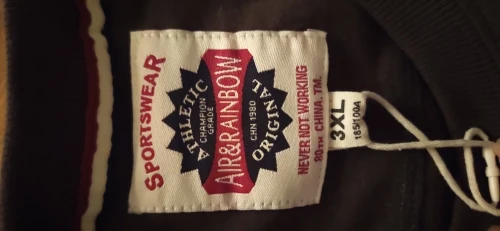 SPORTSWEAR
ATHLETIC
CHAMPION
GRADE
AIR&RAINBOW
CHN 1980
ORIGINAL
NEVER NOT WORKING
80TH CHINA, TM.
3XL
185/100A